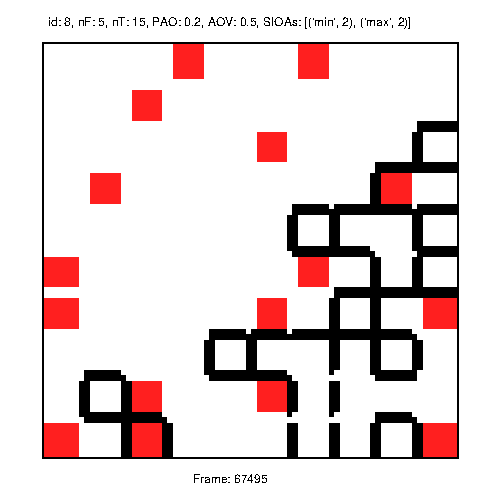 id: 8, nF: 5, nT: 15, PAO: 0.2, AOV: 0.5, SIOAs: [('min', 2), ('max', 2)]
Frame: 67495